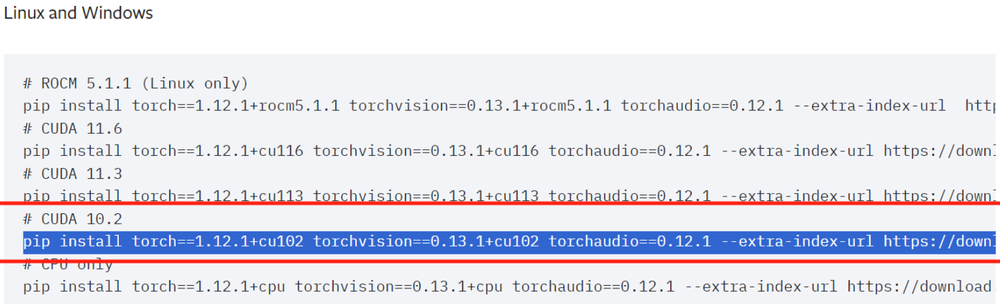 Linux and Windows
# ROCM 5.1.1 (Linux only)
pip install torch==1.12.1+rocm5.1.1 torchvision==0.13.1+rocm5.1.1 torchaudio==0.12.1 --extra-index-url  http
# CUDA 11.6
pip install torch==1.12.1+cu116 torchvision==0.13.1+cu116 torchaudio==0.12.1 --extra-index-url https://downl
# CUDA 11.3
pip install torch==1.12.1+cu113 torchvision==0.13.1+cu113 torchaudio==0.12.1 --extra-index-url https://downl
# CUDA 10.2
pip install torch==1.12.1+cu102 torchvision==0.13.1+cu102 torchaudio==0.12.1 --extra-index-url https://downl
# CPU only
pip install torch==1.12.1+cpu torchvision==0.13.1+cpu torchaudio==0.12.1 --extra-index-url https://download.